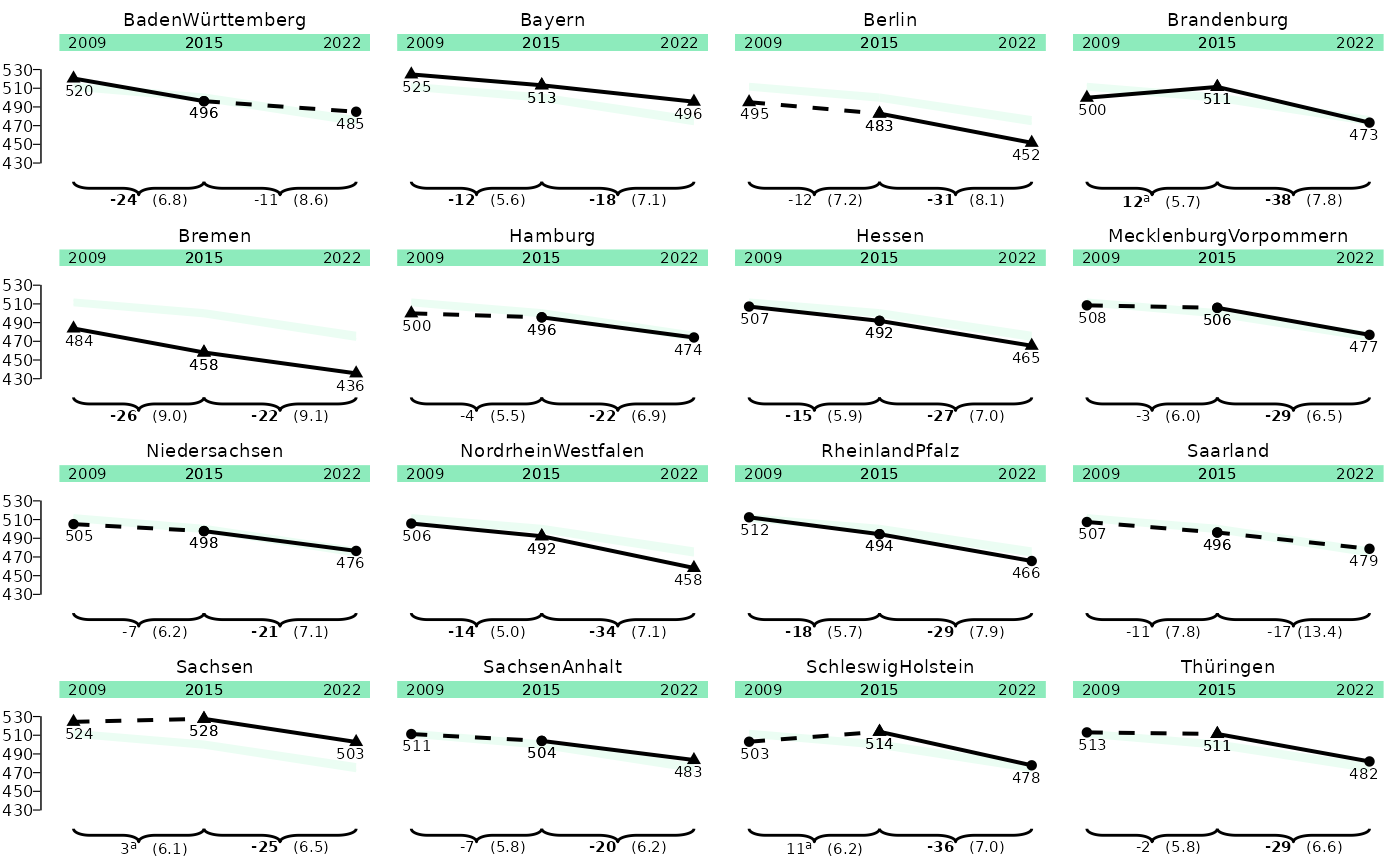 BadenWürttemberg Bayern Berlin Brandenburg
2009 2015 2022 2009 2015 2022 2009 2015 2022 2009 2015 2022
530
510
490
470
450
430
520 496 485 525 513 496 495 483 452 500 511 473
-24 (6.8) -11 (8.6) -12 (5.6) -18 (7.1) -12 (7.2) -31 (8.1) 12ª (5.7) -38 (7.8)
Bremen Hamburg Hessen MecklenburgVorpommern
2009 2015 2022 2009 2015 2022 2009 2015 2022 2009 2015 2022
530
510
490
470
450
430
484 458 436 500 496 474 507 492 465 508 506 477
-26 (9.0) -22 (9.1) -4 (5.5) -22 (6.9) -15 (5.9) -27 (7.0) -3 (6.0) -29 (6.5)
Niedersachsen NordrheinWestfalen RheinlandPfalz Saarland
2009 2015 2022 2009 2015 2022 2009 2015 2022 2009 2015 2022
530
510
490
470
450
430
505 498 476 506 492 458 512 494 466 507 496 479
-7 (6.2) -21 (7.1) -14 (5.0) -34 (7.1) -18 (5.7) -29 (7.9) -11 (7.8) -17 (13.4)
Sachsen SachsenAnhalt SchleswigHolstein Thüringen
2009 2015 2022 2009 2015 2022 2009 2015 2022 2009 2015 2022
530
510
490
470
450
430
524 528 503 511 504 483 503 514 478 513 511 482
3ª (6.1) -25 (6.5) -7 (5.8) -20 (6.2) 11ª (6.2) -36 (7.0) -2 (5.8) -29 (6.6)